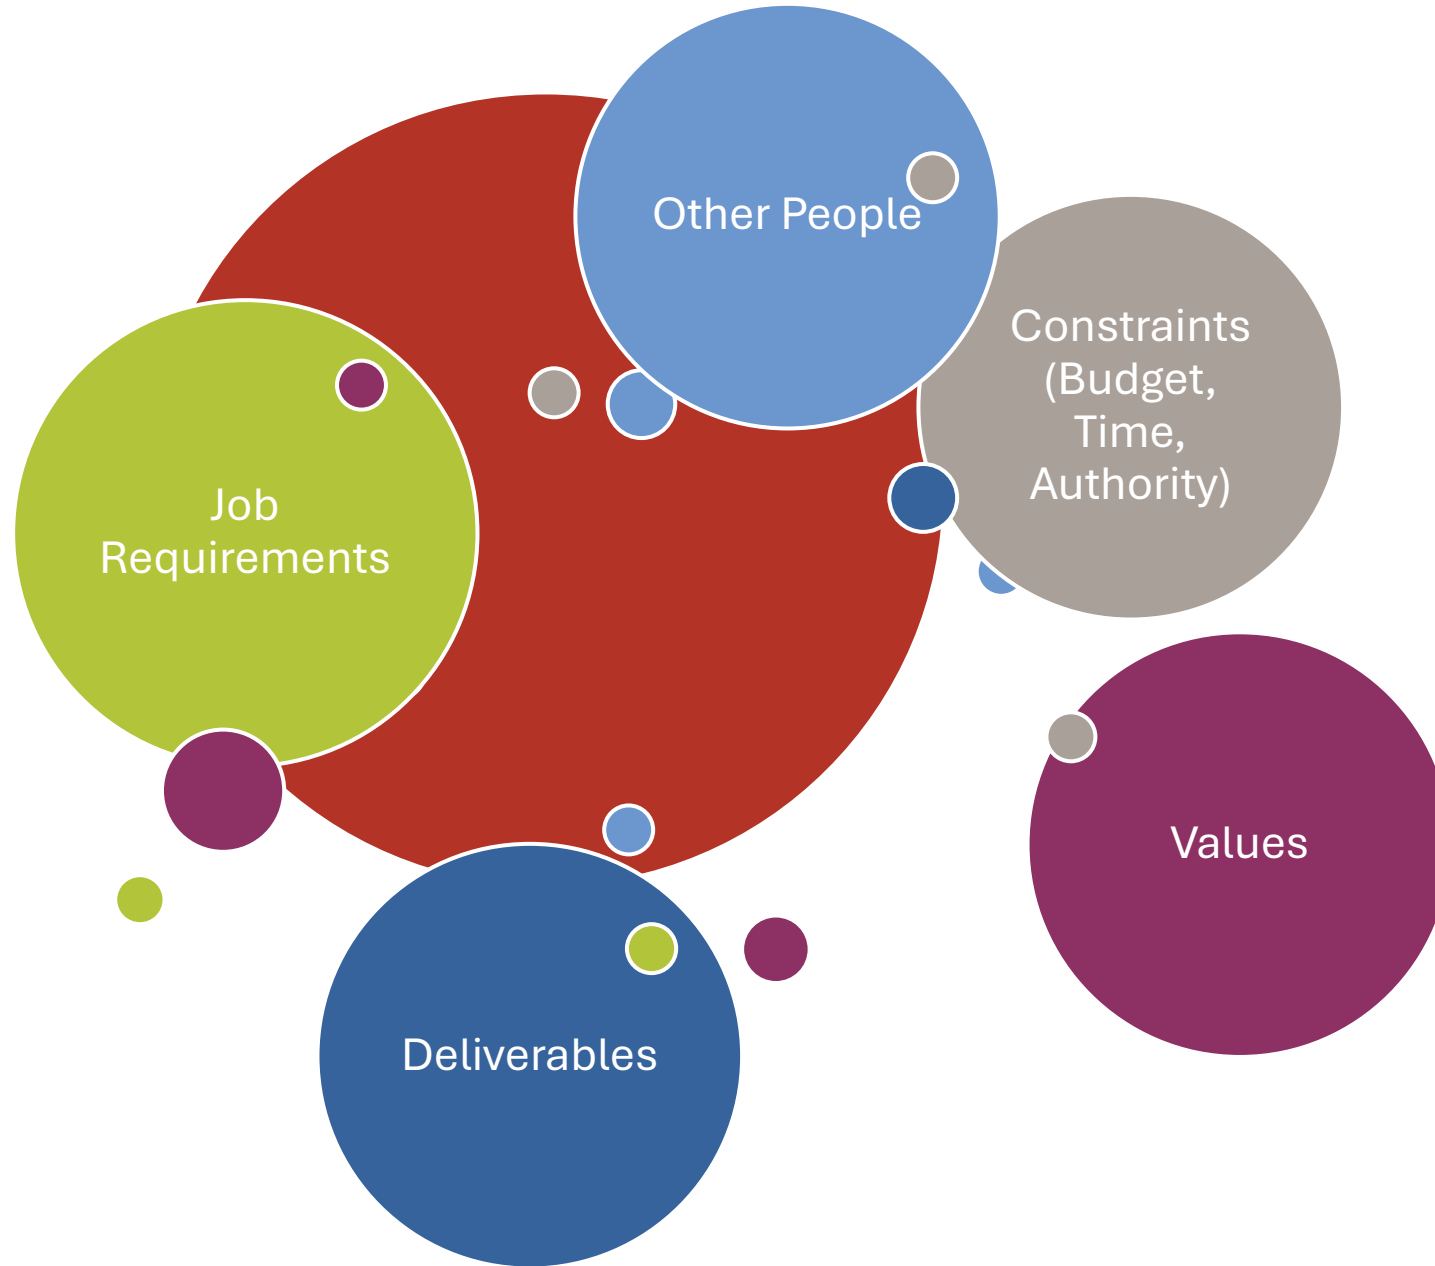 Other People
Constraints
(Budget,
Time,
Authority)
Job
Requirements
Values
Deliverables